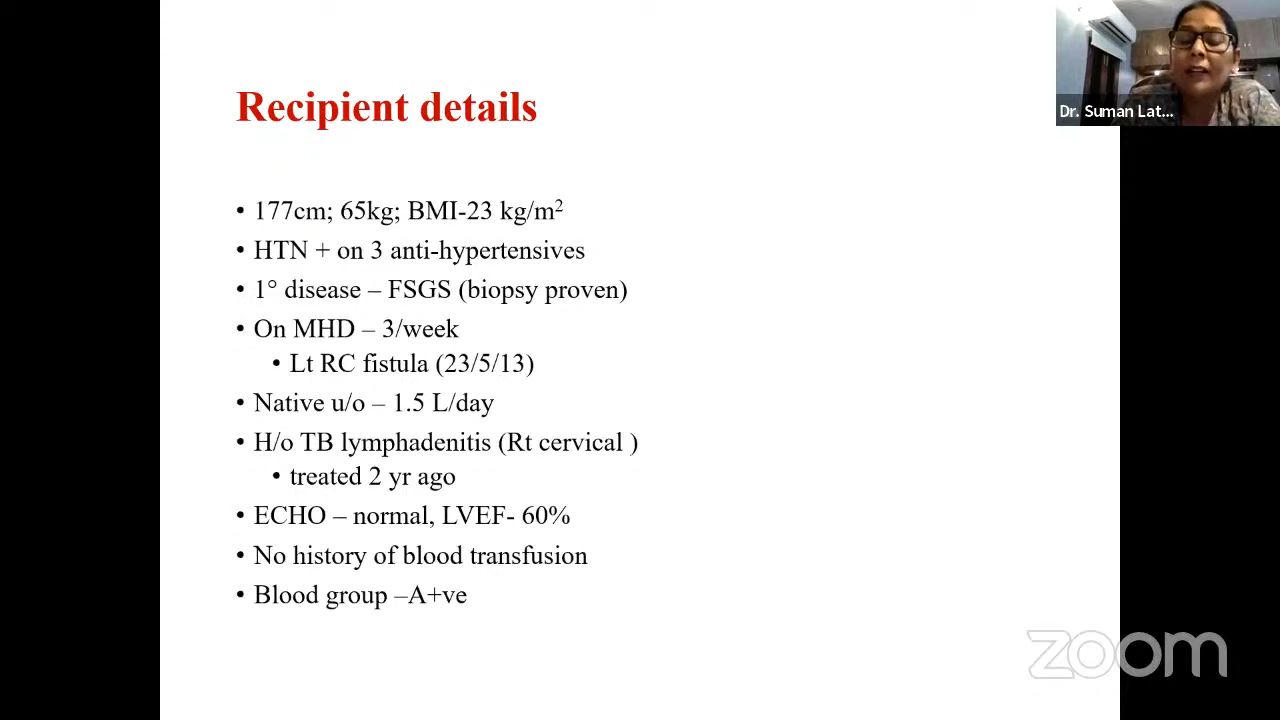 Recipient details
Dr. Suman Lat...
• 177cm; 65kg; BMI-23 kg/m²
• HTN + on 3 anti-hypertensives
• 1° disease – FSGS (biopsy proven)
• On MHD – 3/week
• Lt RC fistula (23/5/13)
• Native u/o – 1.5 L/day
• H/o TB lymphadenitis (Rt cervical )
• treated 2 yr ago
• ECHO – normal, LVEF- 60%
• No history of blood transfusion
• Blood group –A+ve
zoom